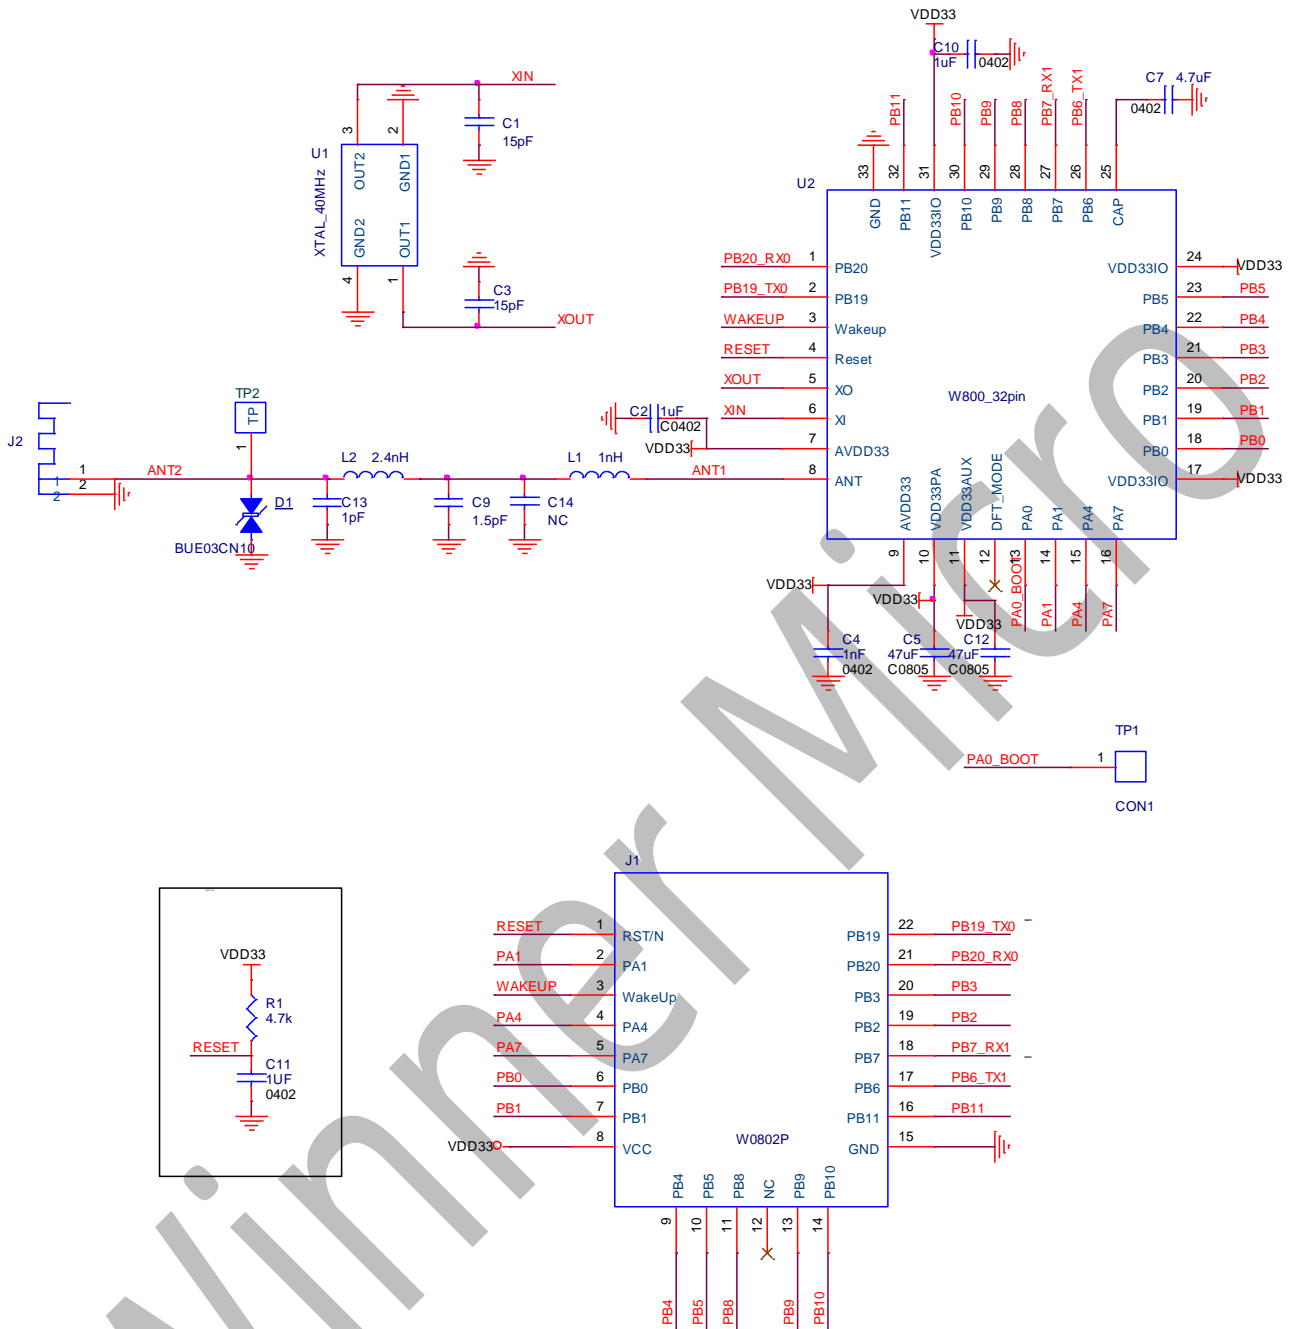 VDD33
C10
1uF
0402
C7 4.7uF
0402
PB11
PB10
PB9
PB8
PB7_RX1
PB6_TX1
33
32
31
30
29
28
27
26
25
U2
GND
PB11
VDD33IO
PB10
PB9
PB8
PB7
PB6
CAP
XIN
3
2
C1
15pF
U1
XTAL_40MHz
OUT2
GND1
GND2
OUT1
4
1
C3
15pF
XOUT
PB20_RX0 1 PB20
PB19_TX0 2 PB19
WAKEUP 3 Wakeup
RESET 4 Reset
XOUT 5 XO
XIN 6 XI
7 AVDD33
8 ANT
VDD33IO 24 VDD33
PB5 23 PB5
PB4 22 PB4
PB3 21 PB3
PB2 20 PB2
PB1 19 PB1
PB0 18 PB0
VDD33IO 17 VDD33
W800_32pin
C2 1uF
C0402
VDD33
TP2
TP
1
J2
1
2
1
2
ANT2
L2 2.4nH
L1 1nH
ANT1
D1
BUE03CN10
C13
1pF
C9
1.5pF
C14
NC
AVDD33
VDD33PA
VDD33AUX
DFT_MODE
PA0
PA1
PA4
PA7
9
10
11
12
13
14
15
16
VDD33
VDD33
VDD33
PA0_BOOT
PA1
PA4
PA7
C4
1nF
0402
C5
47uF
C0805
C12
47uF
C0805
TP1
PA0_BOOT 1
CON1
J1
RESET 1 RST/N
PA1 2 PA1
WAKEUP 3 WakeUp
PA4 4 PA4
PA7 5 PA7
PB0 6 PB0
PB1 7 PB1
VDD33 8 VCC
PB19 22 PB19_TX0
PB20 21 PB20_RX0
PB3 20 PB3
PB2 19 PB2
PB7 18 PB7_RX1
PB6 17 PB6_TX1
PB11 16 PB11
GND 15
W0802P
PB4
PB5
PB8
NC
PB9
PB10
9
10
11
12
13
14
PB4
PB5
PB8
PB9
PB10
VDD33
R1
4.7k
RESET
C11
1UF
0402
Winner Micro